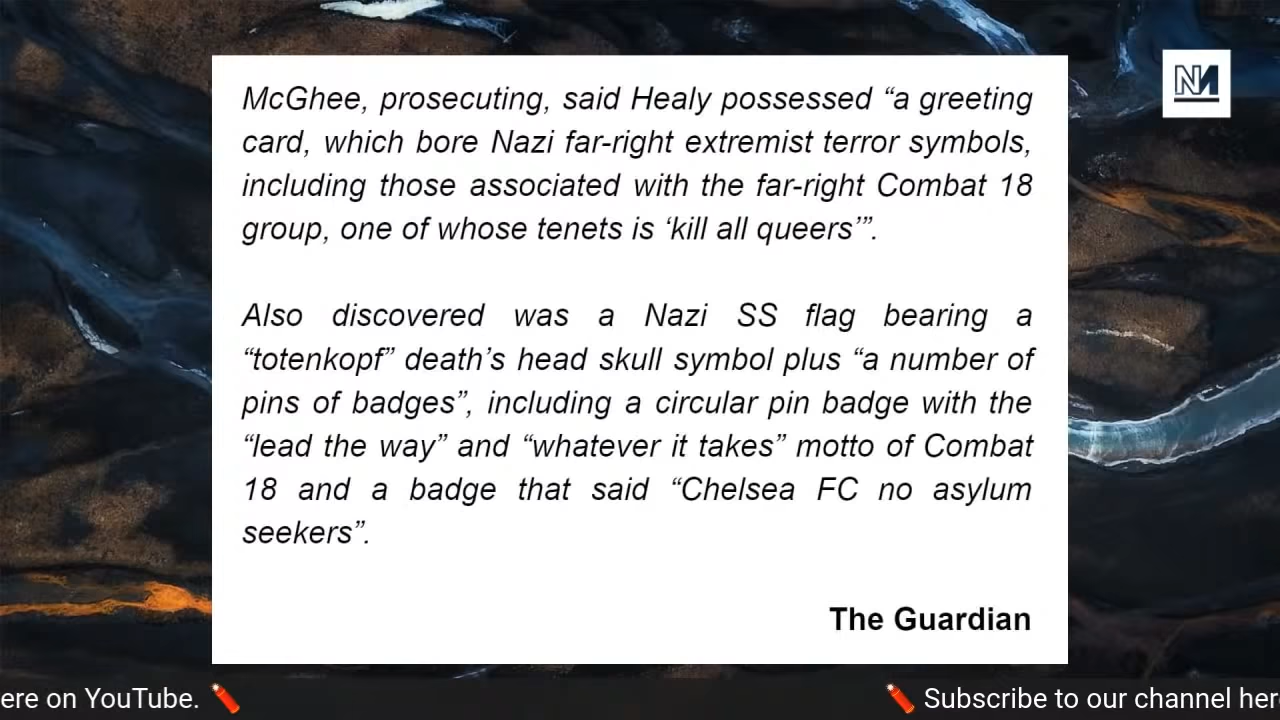 McGhee, prosecuting, said Healy possessed “a greeting
card, which bore Nazi far-right extremist terror symbols,
including those associated with the far-right Combat 18
group, one of whose tenets is ‘kill all queers’”.
Also discovered was a Nazi SS flag bearing a
“totenkopf” death’s head skull symbol plus “a number of
pins of badges”, including a circular pin badge with the
“lead the way” and “whatever it takes” motto of Combat
18 and a badge that said “Chelsea FC no asylum
seekers”.
The Guardian
NM
ere on YouTube. 🧨 🧨 Subscribe to our channel her